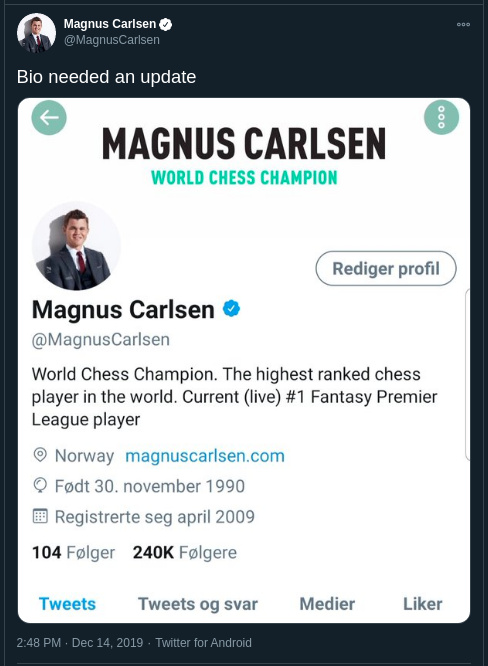 Magnus Carlsen
@MagnusCarlsen
Bio needed an update
MAGNUS CARLSEN
WORLD CHESS CHAMPION
Rediger profil
Magnus Carlsen
@MagnusCarlsen
World Chess Champion. The highest ranked chess
player in the world. Current (live) #1 Fantasy Premier
League player
Norway magnuscarlsen.com
Født 30. november 1990
Registrerte seg april 2009
104 Følger 240K Følgere
Tweets Tweets og svar Medier Liker
2:48 PM · Dec 14, 2019 · Twitter for Android